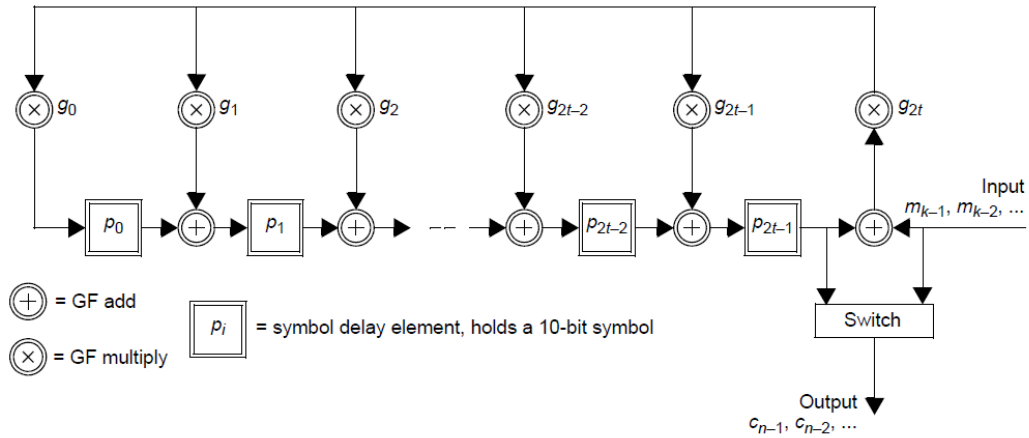 g0 g1 g2 g2t–2 g2t–1 g2t
Input
mk–1, mk–2, ...
p0 p1 p2t–2 p2t–1
= GF add
pi = symbol delay element, holds a 10-bit symbol
Switch
= GF multiply
Output
cn–1, cn–2, ...